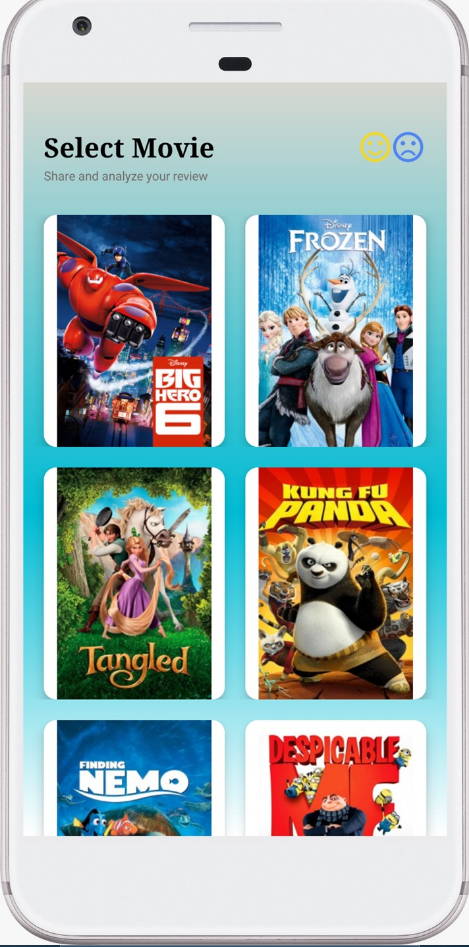 Select Movie
Share and analyze your review
Disney
BIG
HERO
6
Disney
FROZEN
Tangled
KUNG FU
PANDA
FINDING
NEMO
DESPICABLE
ME